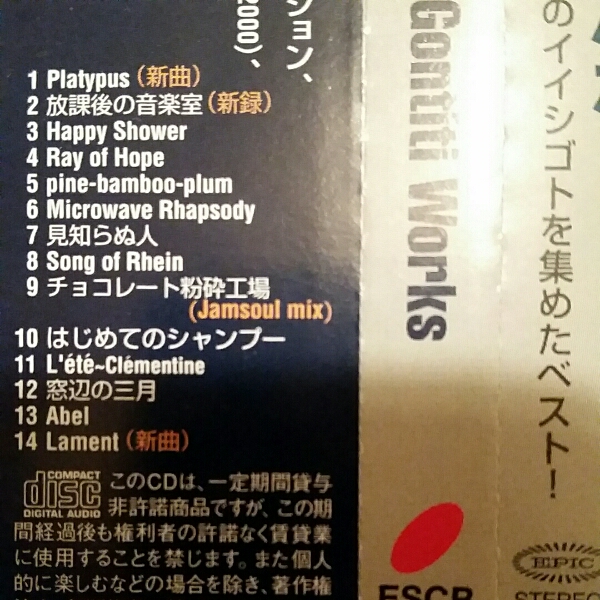 ション、
2000)、
1 Platypus (新曲)
2 放課後の音楽室 (新録)
3 Happy Shower
4 Ray of Hope
5 pine-bamboo-plum
6 Microwave Rhapsody
7 見知らぬ人
8 Song of Rhein
9 チョコレート粉砕工場
(Jamsoul mix)
10 はじめてのシャンプー
11 L'été~Clémentine
12 窓辺の三月
13 Abel
14 Lament (新曲)
COMPACT
disc
DIGITAL AUDIO
このCDは、一定期間貸与
非許諾商品ですが、この期
間経過後も権利者の許諾なく賃貸業
に使用することを禁じます。また個人
的に楽しむなどの場合を除き、著作権
Gontiti Works
ESCB
のイイシゴトを集めたベスト!
EPIC
STEREO